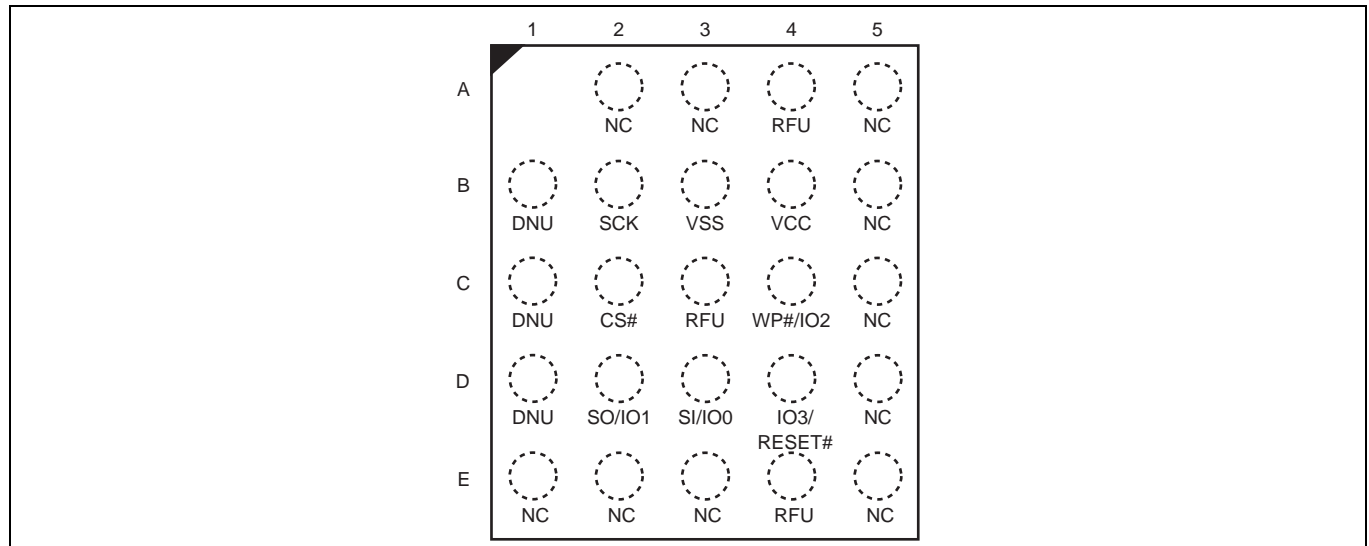 1 2 3 4 5
A
NC NC RFU NC
B
DNU SCK VSS VCC NC
C
DNU CS# RFU WP#/IO2 NC
D
DNU SO/IO1 SI/IO0 IO3/ NC
RESET#
E
NC NC NC RFU NC